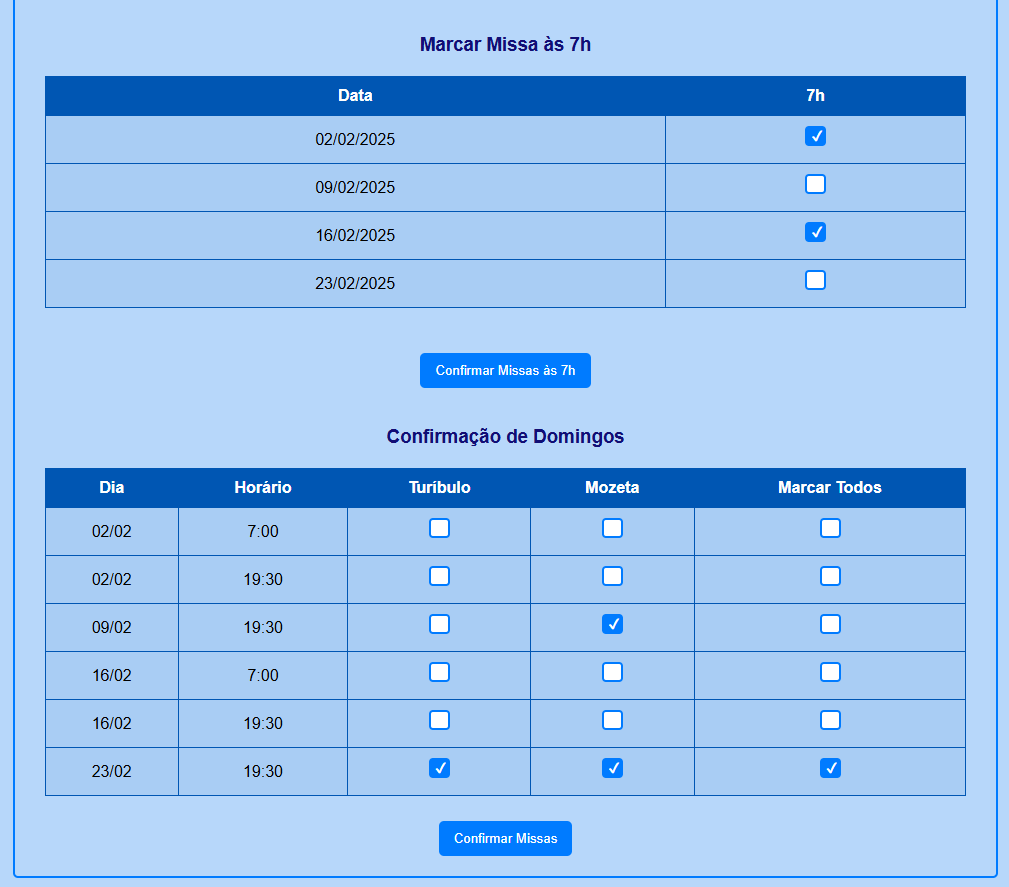 Marcar Missa às 7h
Data 7h
02/02/2025
09/02/2025
16/02/2025
23/02/2025
Confirmar Missas às 7h
Confirmação de Domingos
Dia Horário Turíbulo Mozeta Marcar Todos
02/02 7:00
02/02 19:30
09/02 19:30
16/02 7:00
16/02 19:30
23/02 19:30
Confirmar Missas